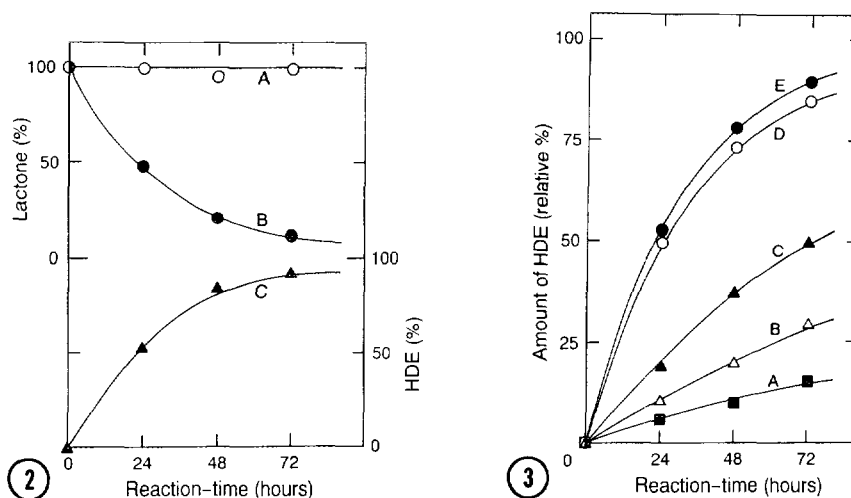 100
A
Lactone (%)
50
B
0
100
C
50
HDE (%)
0
0 24 48 72
Reaction-time (hours)
2
100
E
D
75
Amount of HDE (relative %)
50
C
B
25
A
0
24 48 72
Reaction-time (hours)
3